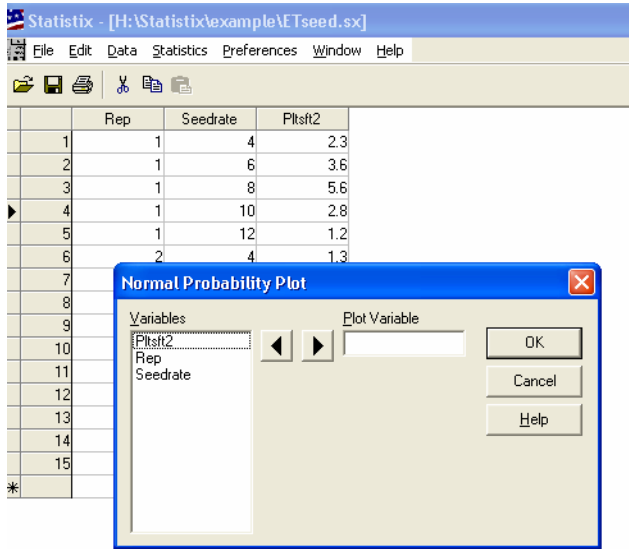 Statistix - [H:\Statistix\example\ETseed.sx]
File Edit Data Statistics Preferences Window Help
Rep Seedrate Pltsft2
1 1 4 2.3
2 1 6 3.6
3 1 8 5.6
4 1 10 2.8
5 1 12 1.2
6 2 4 1.3
7
8
9
10
11
12
13
14
15
*
Normal Probability Plot
Variables
Pltsft2
Rep
Seedrate
Plot Variable
OK
Cancel
Help